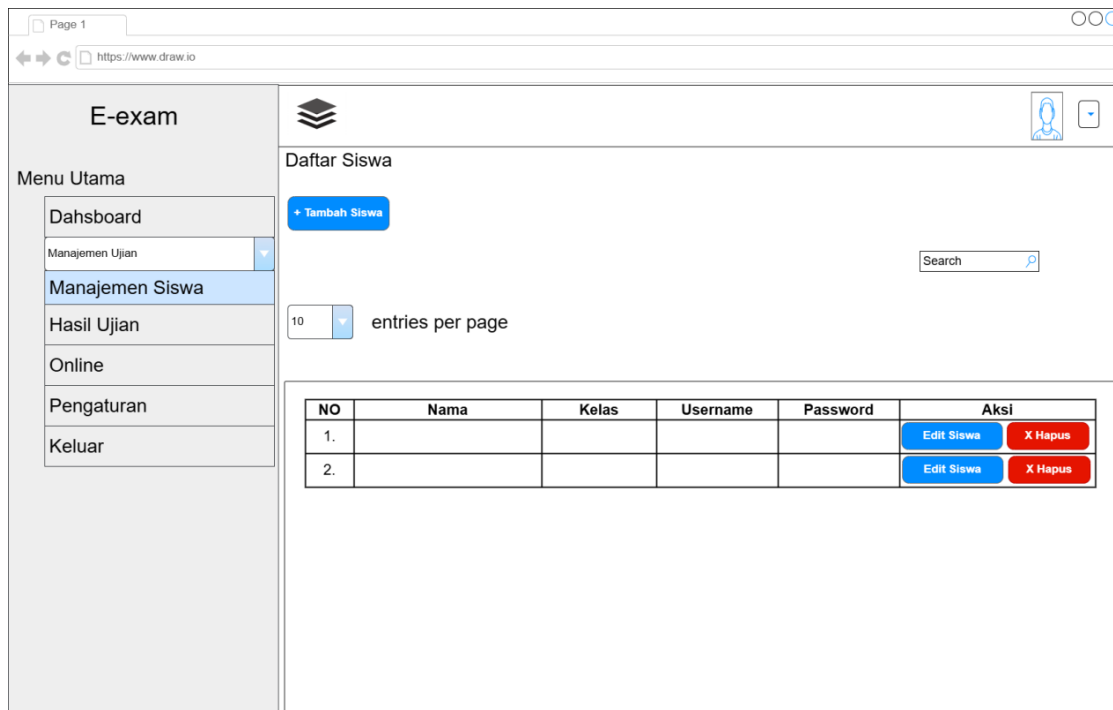 Page 1
https://www.draw.io
E-exam
Menu Utama
Dahsboard
Manajemen Ujian
Manajemen Siswa
Hasil Ujian
Online
Pengaturan
Keluar
Daftar Siswa
+ Tambah Siswa
Search
10 entries per page
NO Nama Kelas Username Password Aksi
1. Edit Siswa X Hapus
2. Edit Siswa X Hapus